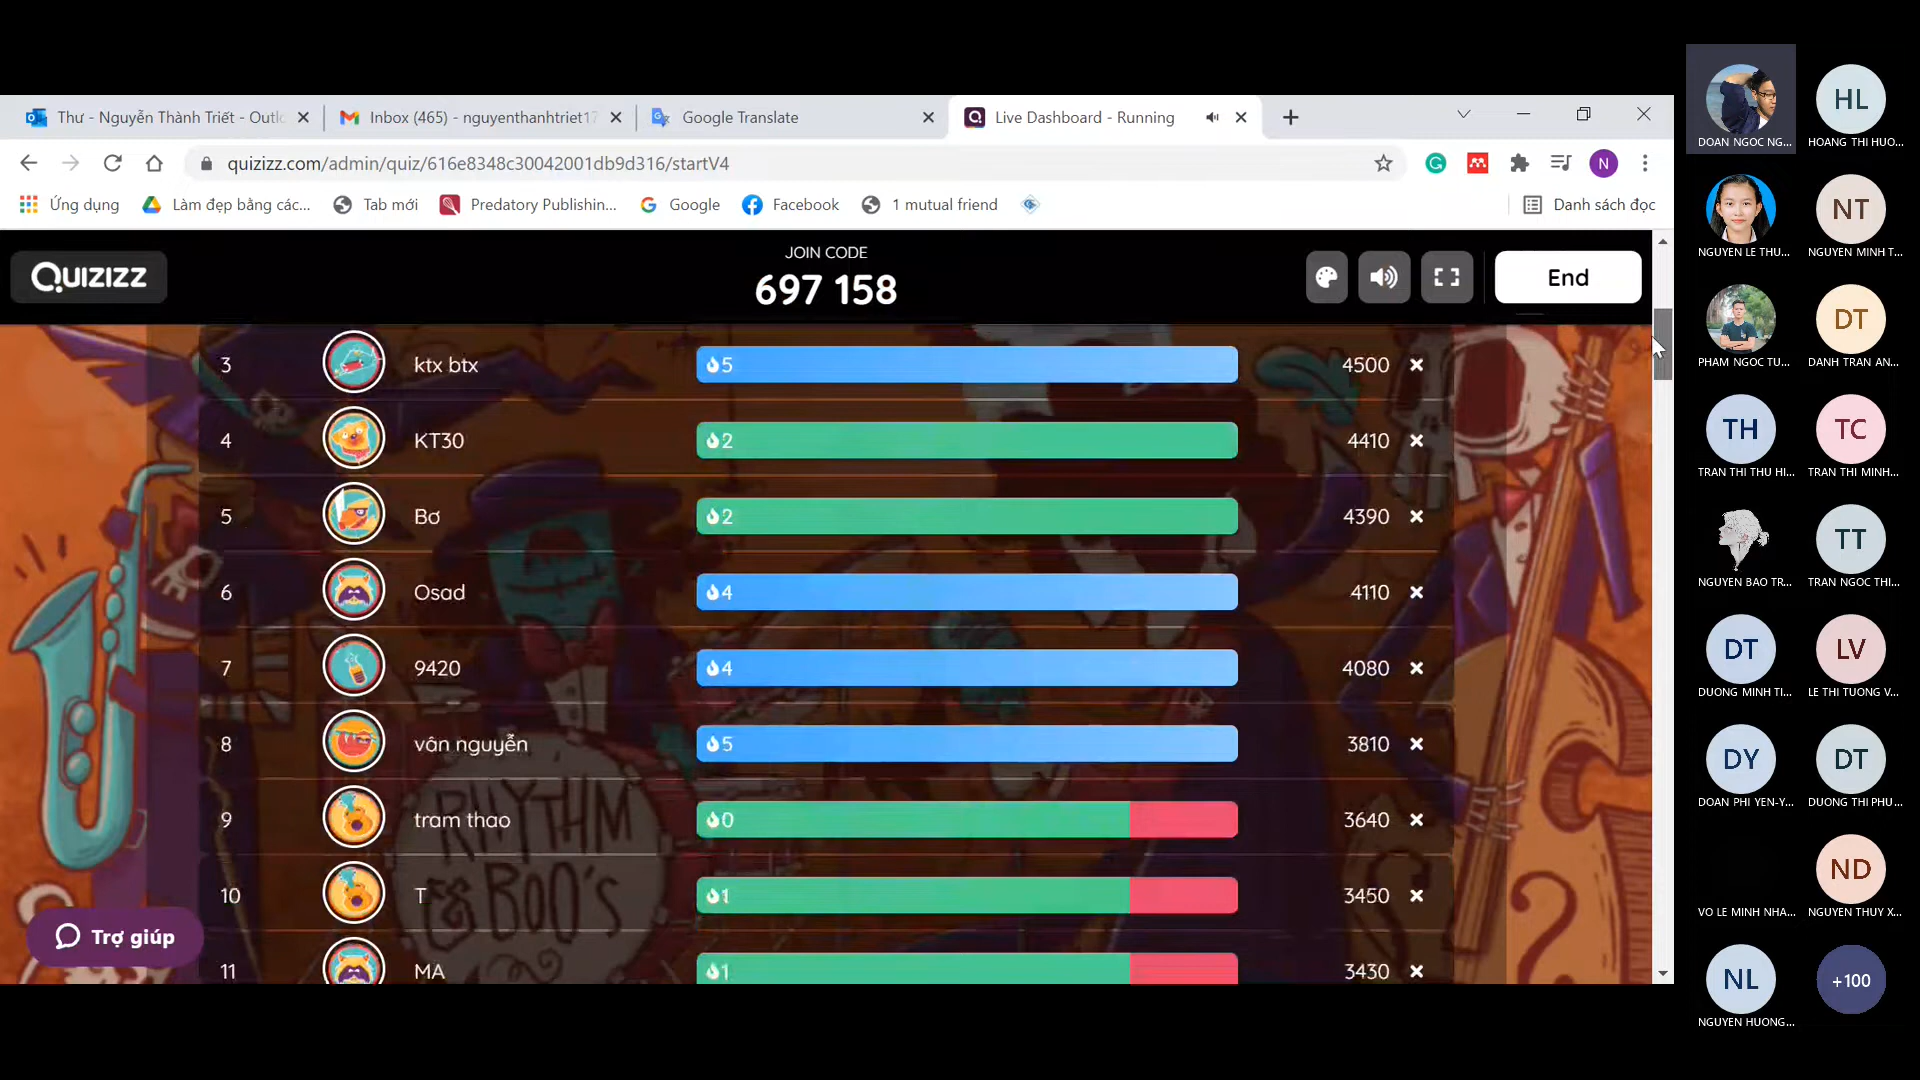 Thư - Nguyễn Thành Triết - Outlo
Inbox (465) - nguyenthanhtriet17
Google Translate
Live Dashboard - Running
quizizz.com/admin/quiz/616e8348c30042001db9d316/startV4
N
Ứng dụng
Làm đẹp bằng các...
Tab mới
Predatory Publishin...
Google
Facebook
1 mutual friend
Danh sách đọc
Quizizz
JOIN CODE
697 158
End
3 ktx btx 5 4500
4 KT30 2 4410
5 Bơ 2 4390
6 Osad 4 4110
7 9420 4 4080
8 vân nguyễn 5 3810
9 tram thao 0 3640
10 T 1 3450
11 MA 1 3430
RHYTHM
& BOO'S
Trợ giúp
HL
DOAN NGOC NG...
HOANG THI HUO...
NT
NGUYEN LE THU...
NGUYEN MINH T...
DT
PHAM NGOC TU...
DANH TRAN AN...
TH
TC
TRAN THI THU HI...
TRAN THI MINH...
TT
NGUYEN BAO TR...
TRAN NGOC THI...
DT
LV
DUONG MINH TI...
LE THI TUONG V...
DY
DT
DOAN PHI YEN-Y...
DUONG THI PHU...
ND
VO LE MINH NHA...
NGUYEN THUY X...
NL
+100
NGUYEN HUONG...